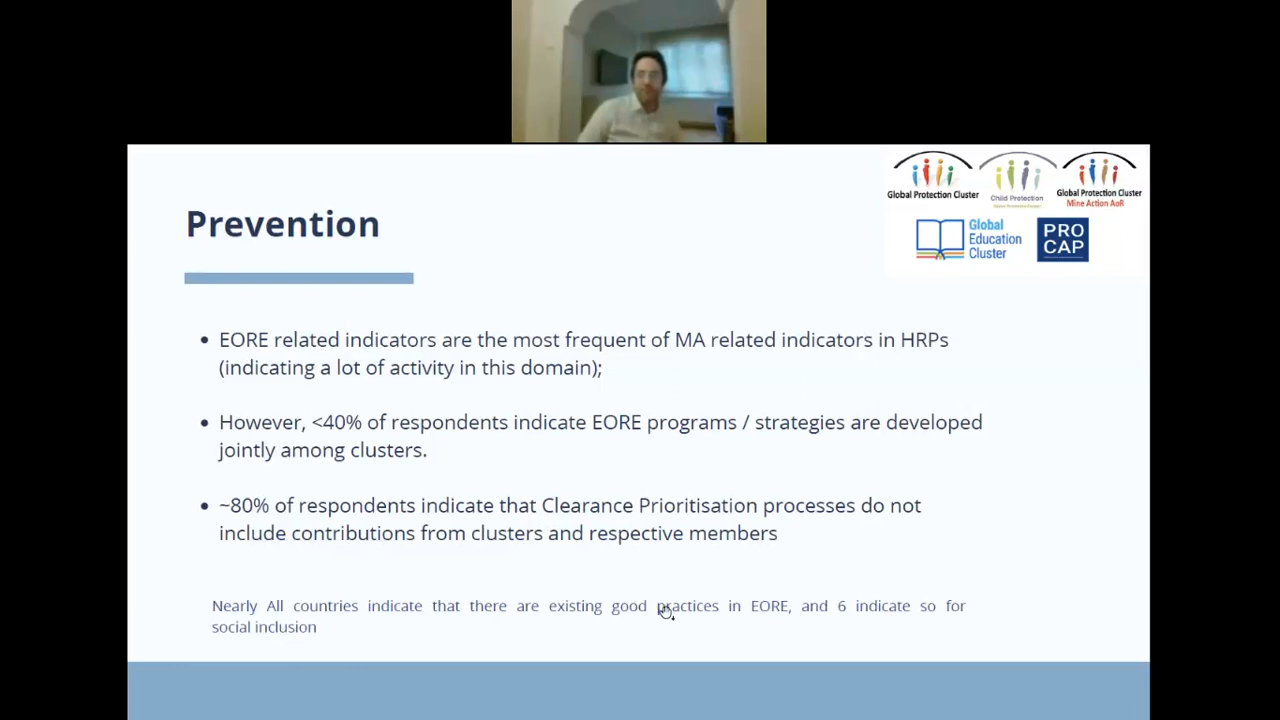 Global Protection Cluster
Child Protection
Global Protection Cluster
Mine Action AoR
Global
Education
Cluster
PRO
CAP
Prevention
• EORE related indicators are the most frequent of MA related indicators in HRPs
(indicating a lot of activity in this domain);
• However, <40% of respondents indicate EORE programs / strategies are developed
jointly among clusters.
• ~80% of respondents indicate that Clearance Prioritisation processes do not
include contributions from clusters and respective members
Nearly All countries indicate that there are existing good practices in EORE, and 6 indicate so for
social inclusion